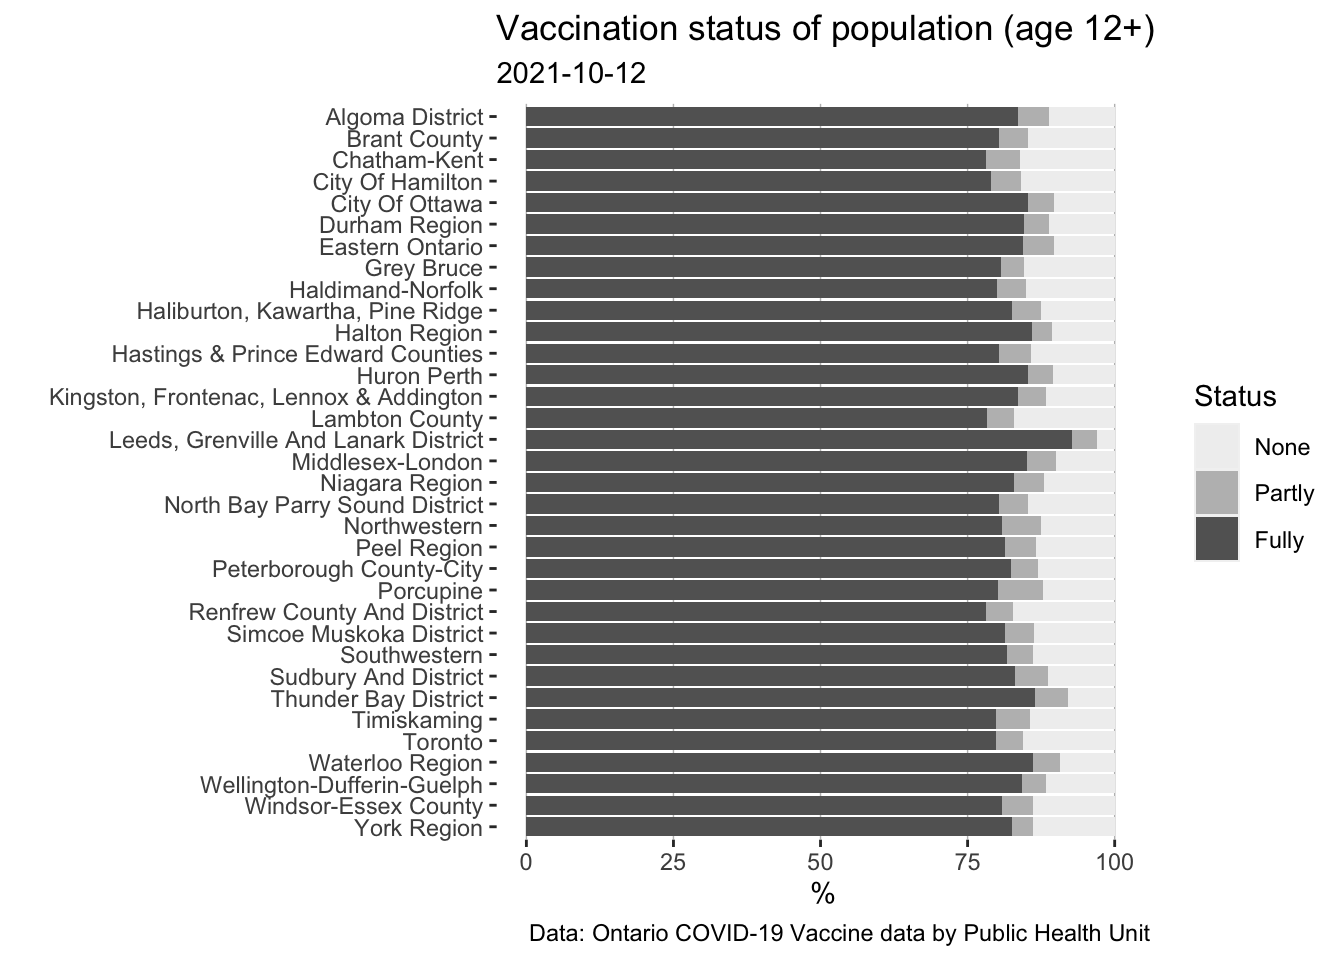 Vaccination status of population (age 12+)
2021-10-12
Algoma District
Brant County
Chatham-Kent
City Of Hamilton
City Of Ottawa
Durham Region
Eastern Ontario
Grey Bruce
Haldimand-Norfolk
Haliburton, Kawartha, Pine Ridge
Halton Region
Hastings & Prince Edward Counties
Huron Perth
Kingston, Frontenac, Lennox & Addington
Lambton County
Leeds, Grenville And Lanark District
Middlesex-London
Niagara Region
North Bay Parry Sound District
Northwestern
Peel Region
Peterborough County-City
Porcupine
Renfrew County And District
Simcoe Muskoka District
Southwestern
Sudbury And District
Thunder Bay District
Timiskaming
Toronto
Waterloo Region
Wellington-Dufferin-Guelph
Windsor-Essex County
York Region
0 25 50 75 100
%
Status
None
Partly
Fully
Data: Ontario COVID-19 Vaccine data by Public Health Unit